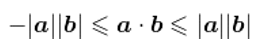 −|a||b| ⩽ a · b ⩽ |a||b|